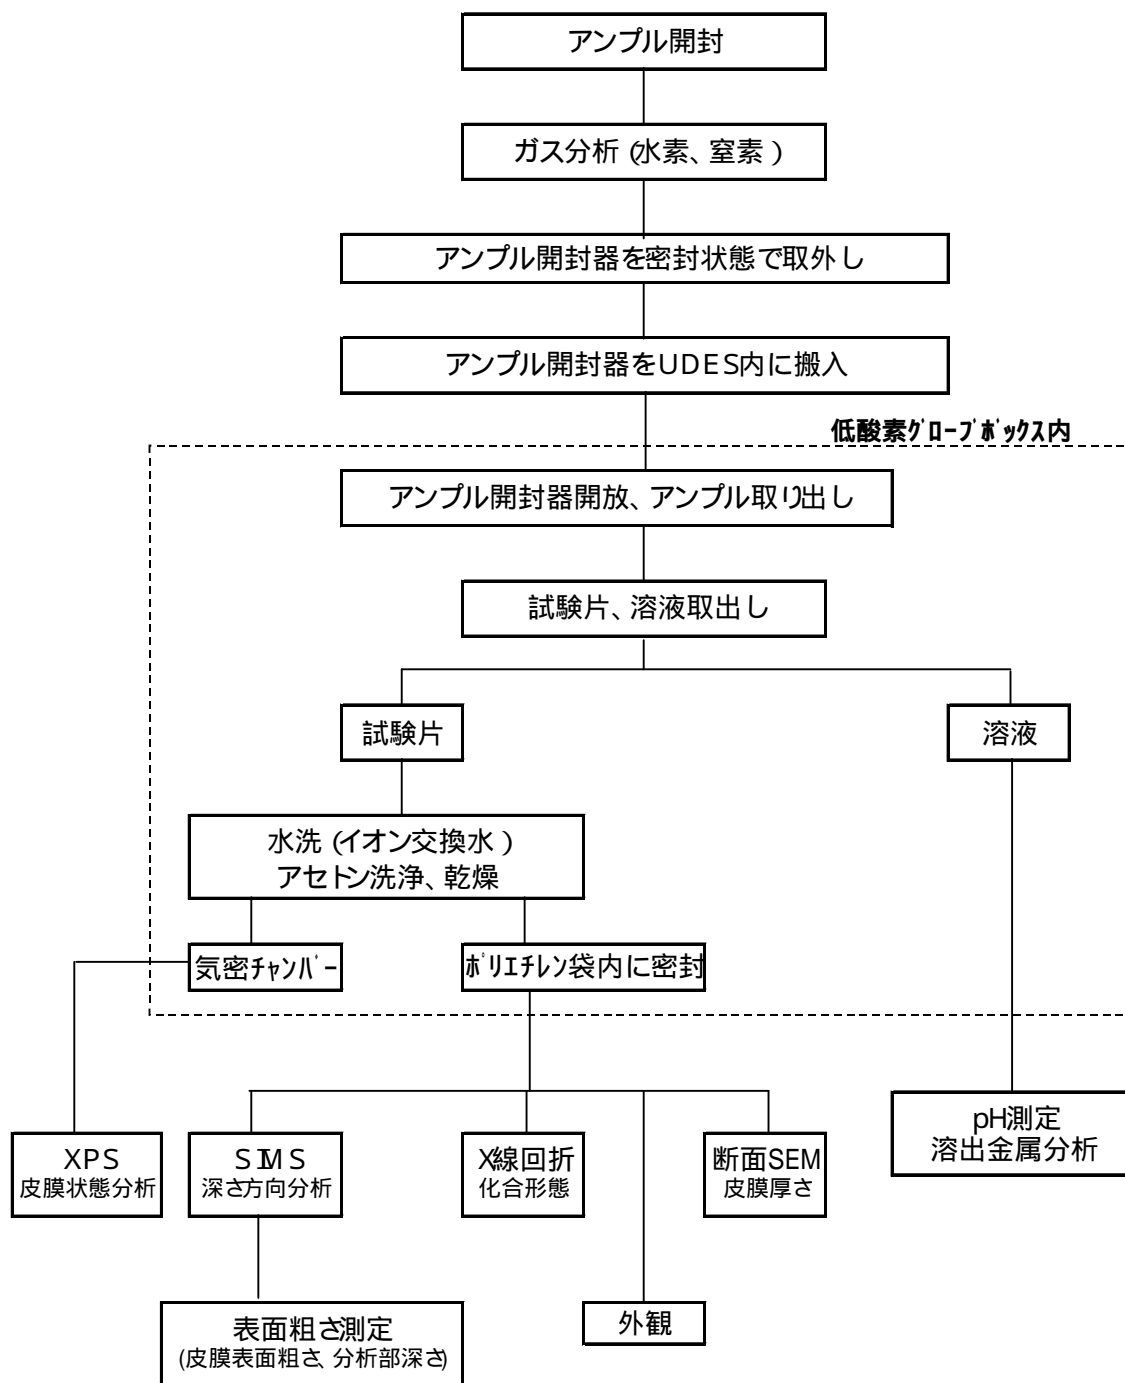 アンプル開封
ガス分析 (水素、窒素 )
アンプル開封器を密封状態で取外し
アンプル開封器をUDES内に搬入
低酸素ｸﾞﾛｰﾌﾞﾎﾞｯｸｽ内
アンプル開封器開放、アンプル取り出し
試験片、溶液取出し
試験片
溶液
水洗 (イオン交換水 )
アセトン洗浄、乾燥
気密ﾁｬﾝﾊﾞｰ
ﾎﾟﾘｴﾁﾚﾝ袋内に密封
XPS
皮膜状態分析
SIMS
深さ方向分析
X線回折
化合形態
断面SEM
皮膜厚さ
pH測定
溶出金属分析
表面粗さ測定
(皮膜表面粗さ、分析部深さ)
外観